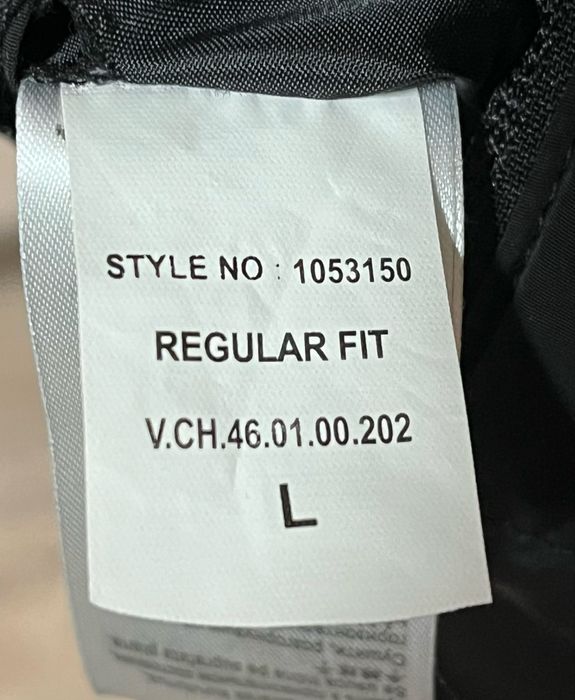 STYLE NO : 1053150
REGULAR FIT
V.CH.46.01.00.202
L